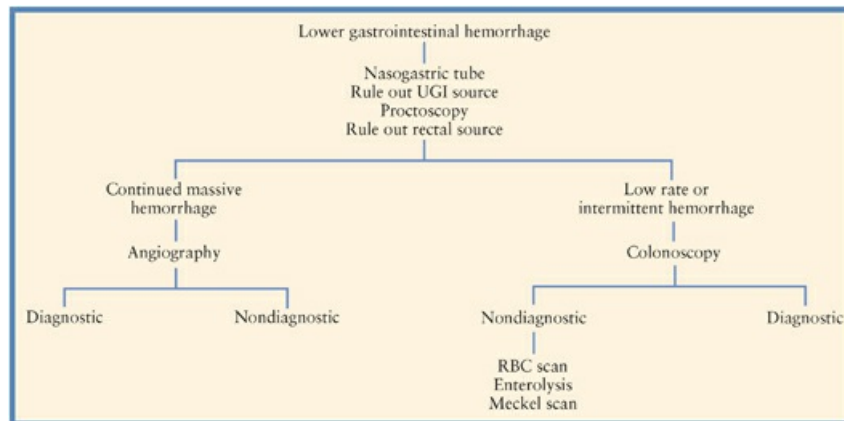 Lower gastrointestinal hemorrhage
Nasogastric tube
Rule out UGI source
Proctoscopy
Rule out rectal source
Continued massive
hemorrhage
Low rate or
intermittent hemorrhage
Angiography
Colonoscopy
Diagnostic
Nondiagnostic
Nondiagnostic
Diagnostic
RBC scan
Enterolysis
Meckel scan